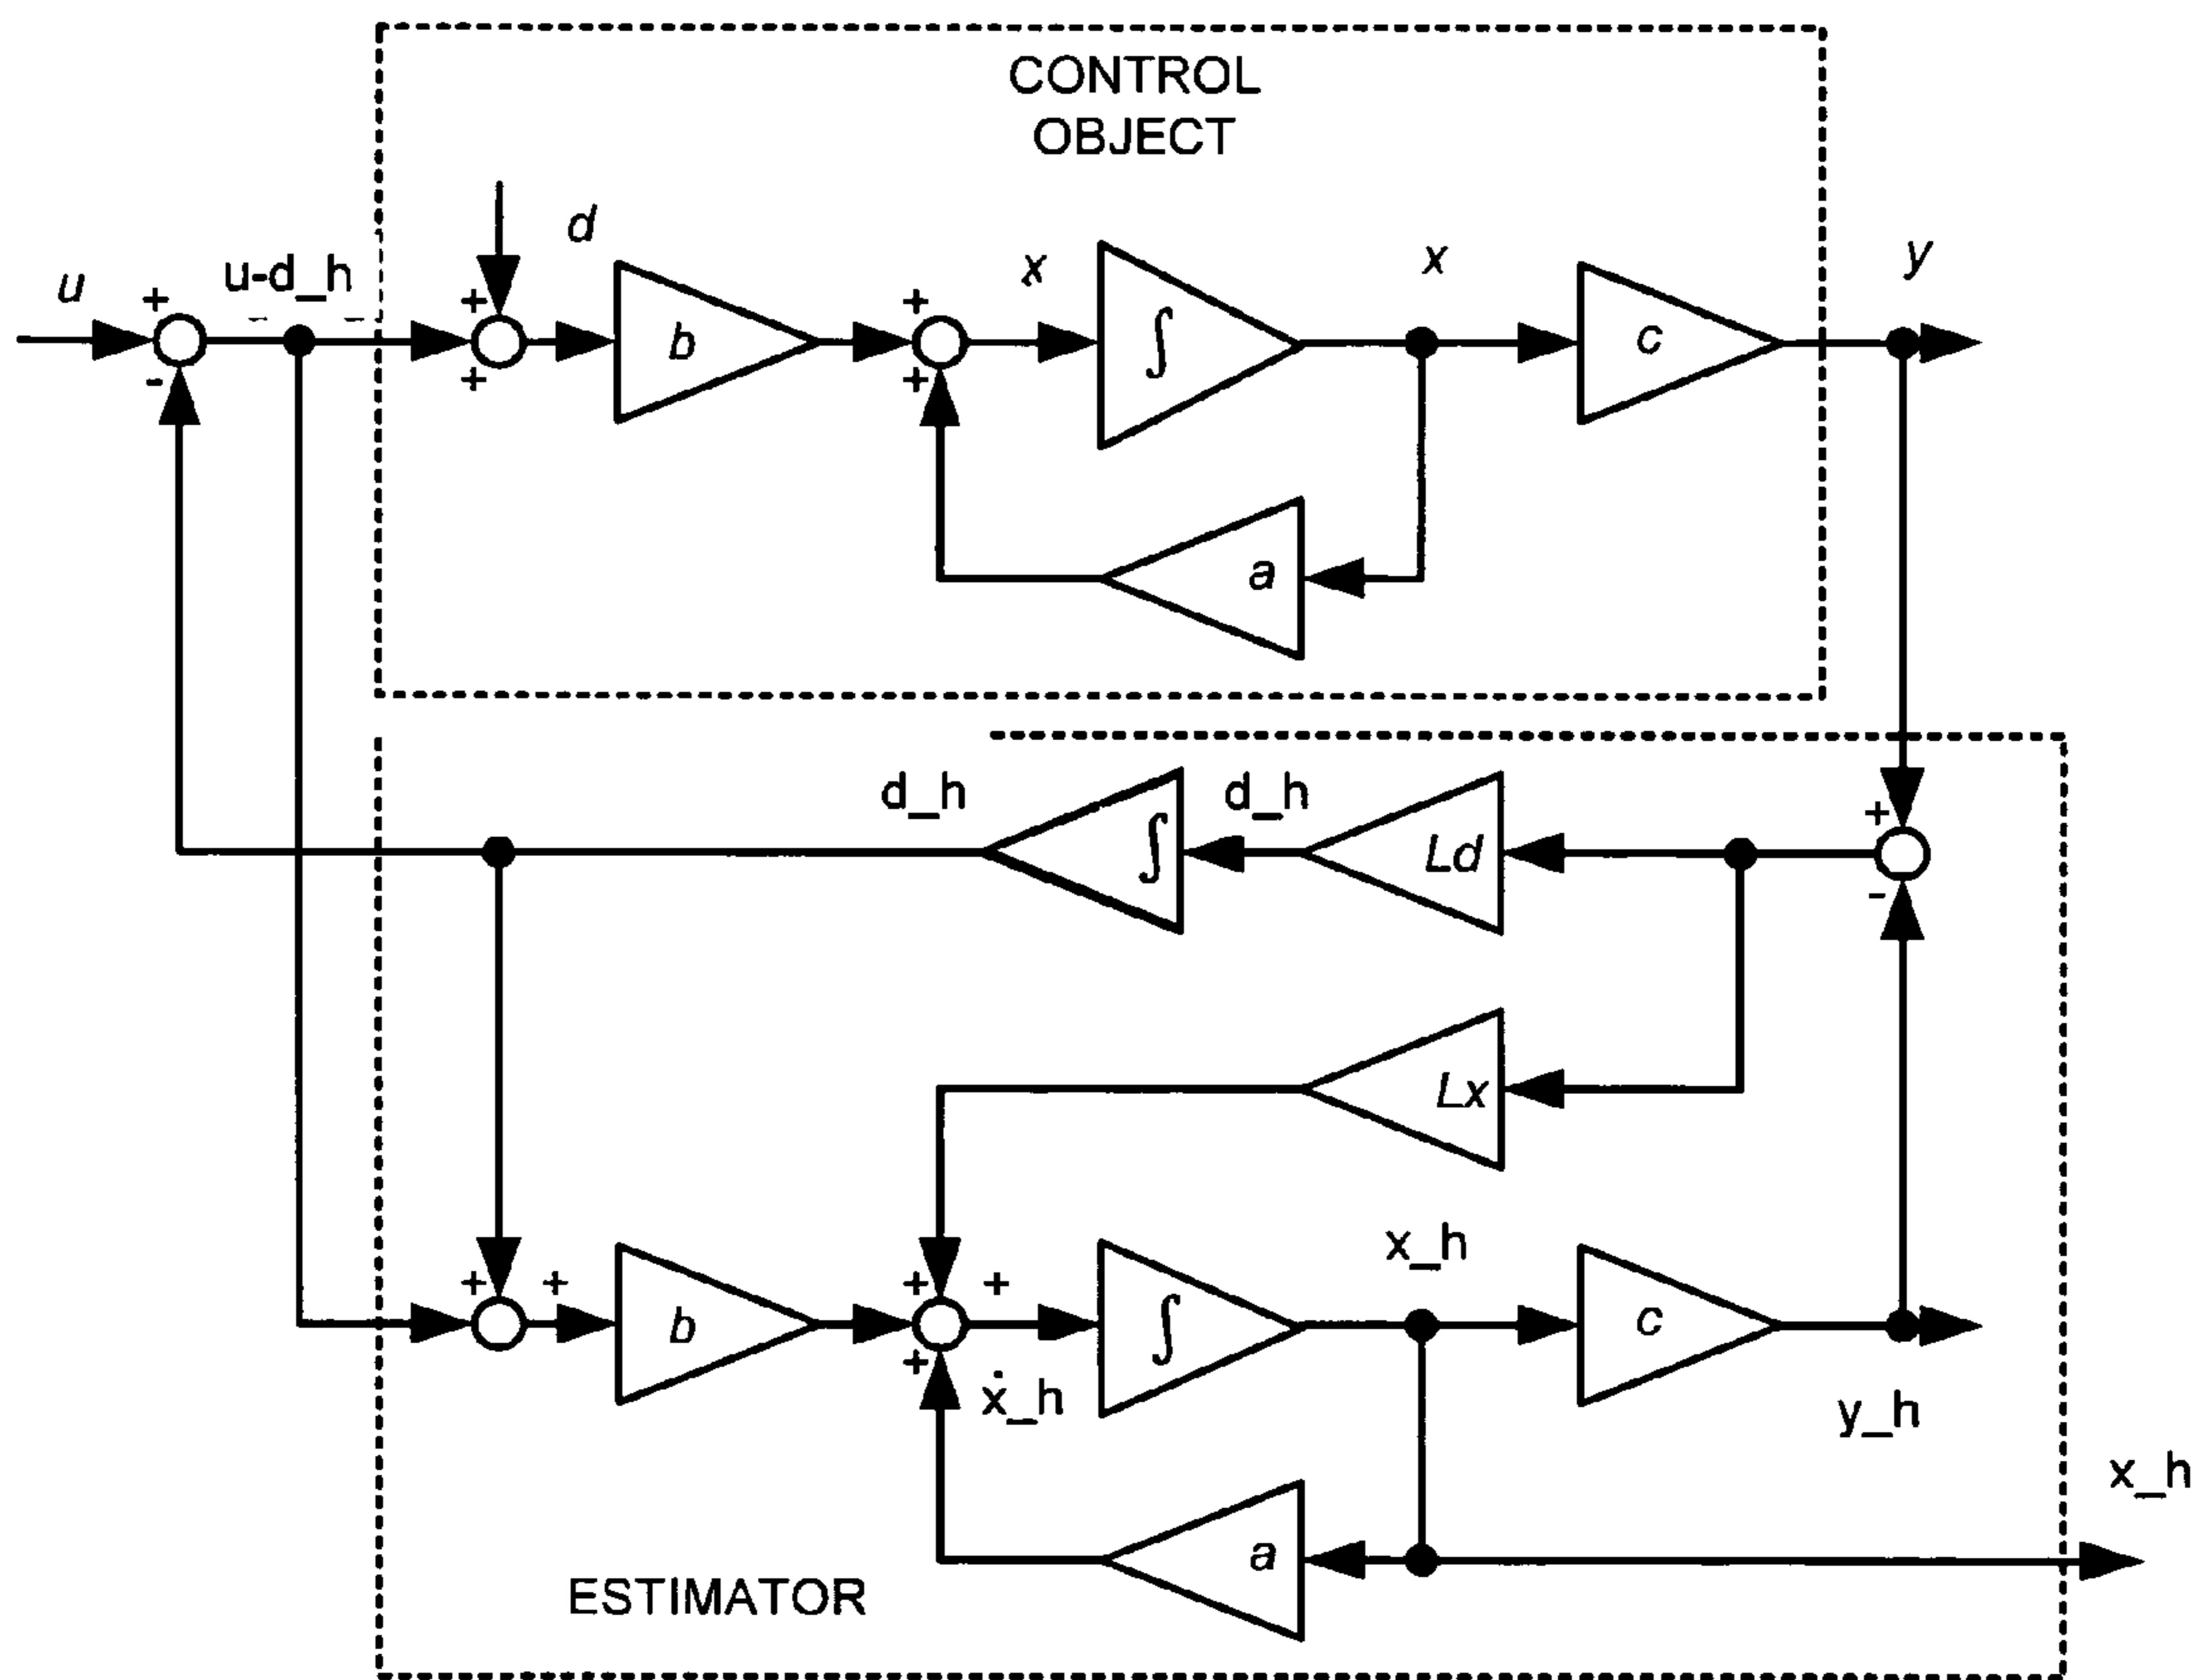 CONTROL
OBJECT
d
u
+
u-d_h
-
+
+
b
+
+
x
∫
x
c
y
a
d_h
∫
d_h
Ld
+
-
Lx
+
+
b
+
+
+
ẋ_h
∫
x_h
c
y_h
x_h
a
ESTIMATOR